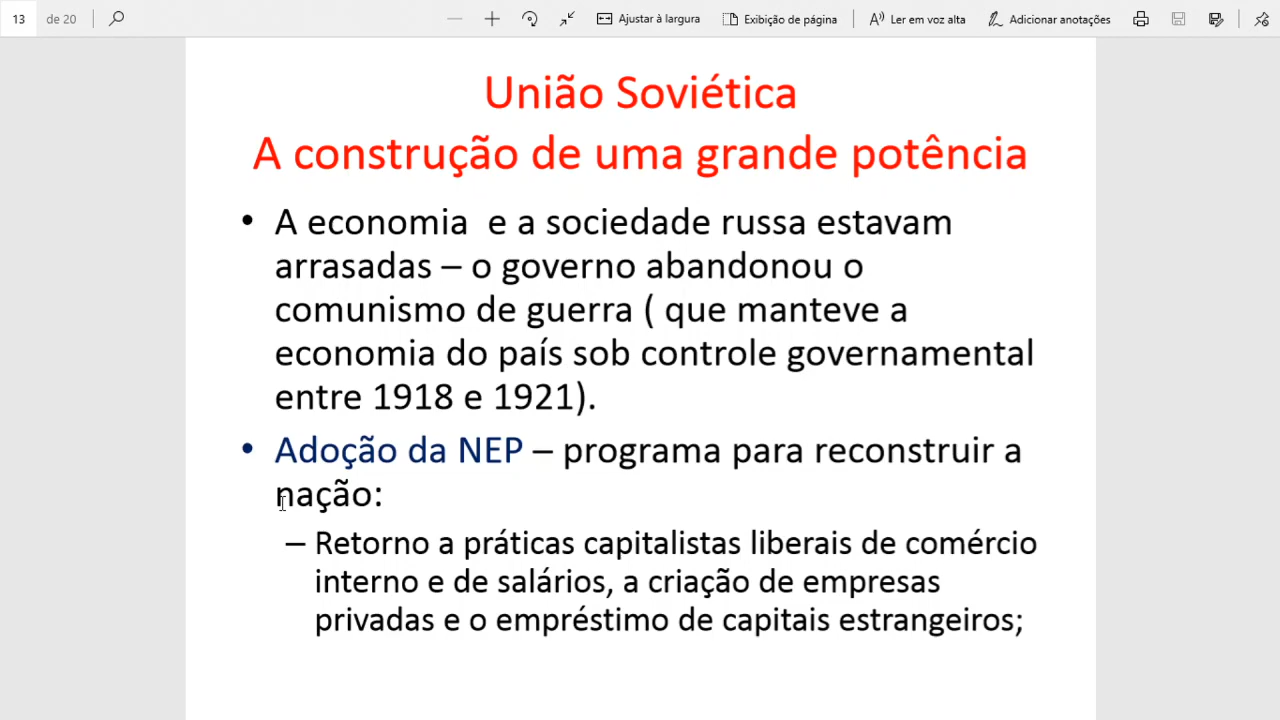 13 de 20 Ajustar à largura Exibição de página Ler em voz alta Adicionar anotações
União Soviética
A construção de uma grande potência
• A economia e a sociedade russa estavam
arrasadas – o governo abandonou o
comunismo de guerra ( que manteve a
economia do país sob controle governamental
entre 1918 e 1921).
• Adoção da NEP – programa para reconstruir a
nação:
– Retorno a práticas capitalistas liberais de comércio
interno e de salários, a criação de empresas
privadas e o empréstimo de capitais estrangeiros;